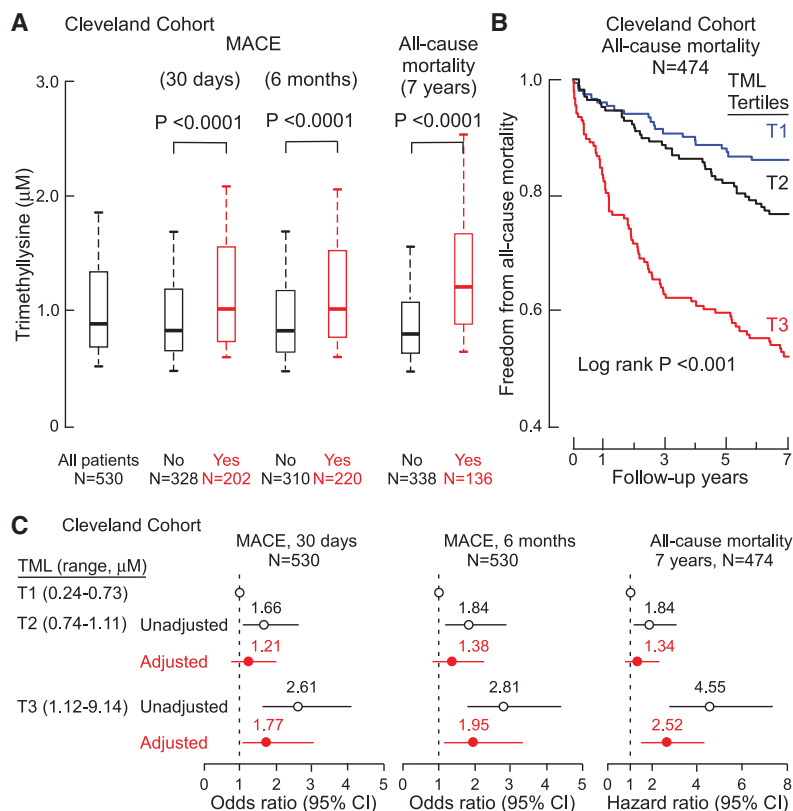 A
Cleveland Cohort
MACE
(30 days)
(6 months)
All-cause
mortality
(7 years)
P <0.0001
P <0.0001
P <0.0001
Trimethyllysine (μM)
3.0
2.0
1.0
0
All patients
N=530
No
N=328
Yes
N=202
No
N=310
Yes
N=220
No
N=338
Yes
N=136
B
Cleveland Cohort
All-cause mortality
N=474
TML
Tertiles
T1
T2
T3
Freedom from all-cause mortality
1.0
0.8
0.6
0.4
Log rank P <0.001
0 1 3 5 7
Follow-up years
C
Cleveland Cohort
TML (range, μM)
T1 (0.24-0.73)
T2 (0.74-1.11) Unadjusted
Adjusted
T3 (1.12-9.14) Unadjusted
Adjusted
MACE, 30 days
N=530
1.66
1.21
2.61
1.77
0 1 2 3 4 5
Odds ratio (95% CI)
MACE, 6 months
N=530
1.84
1.38
2.81
1.95
0 1 2 3 4 5
Odds ratio (95% CI)
All-cause mortality
7 years, N=474
1.84
1.34
4.55
2.52
0 1 2 4 6 8
Hazard ratio (95% CI)